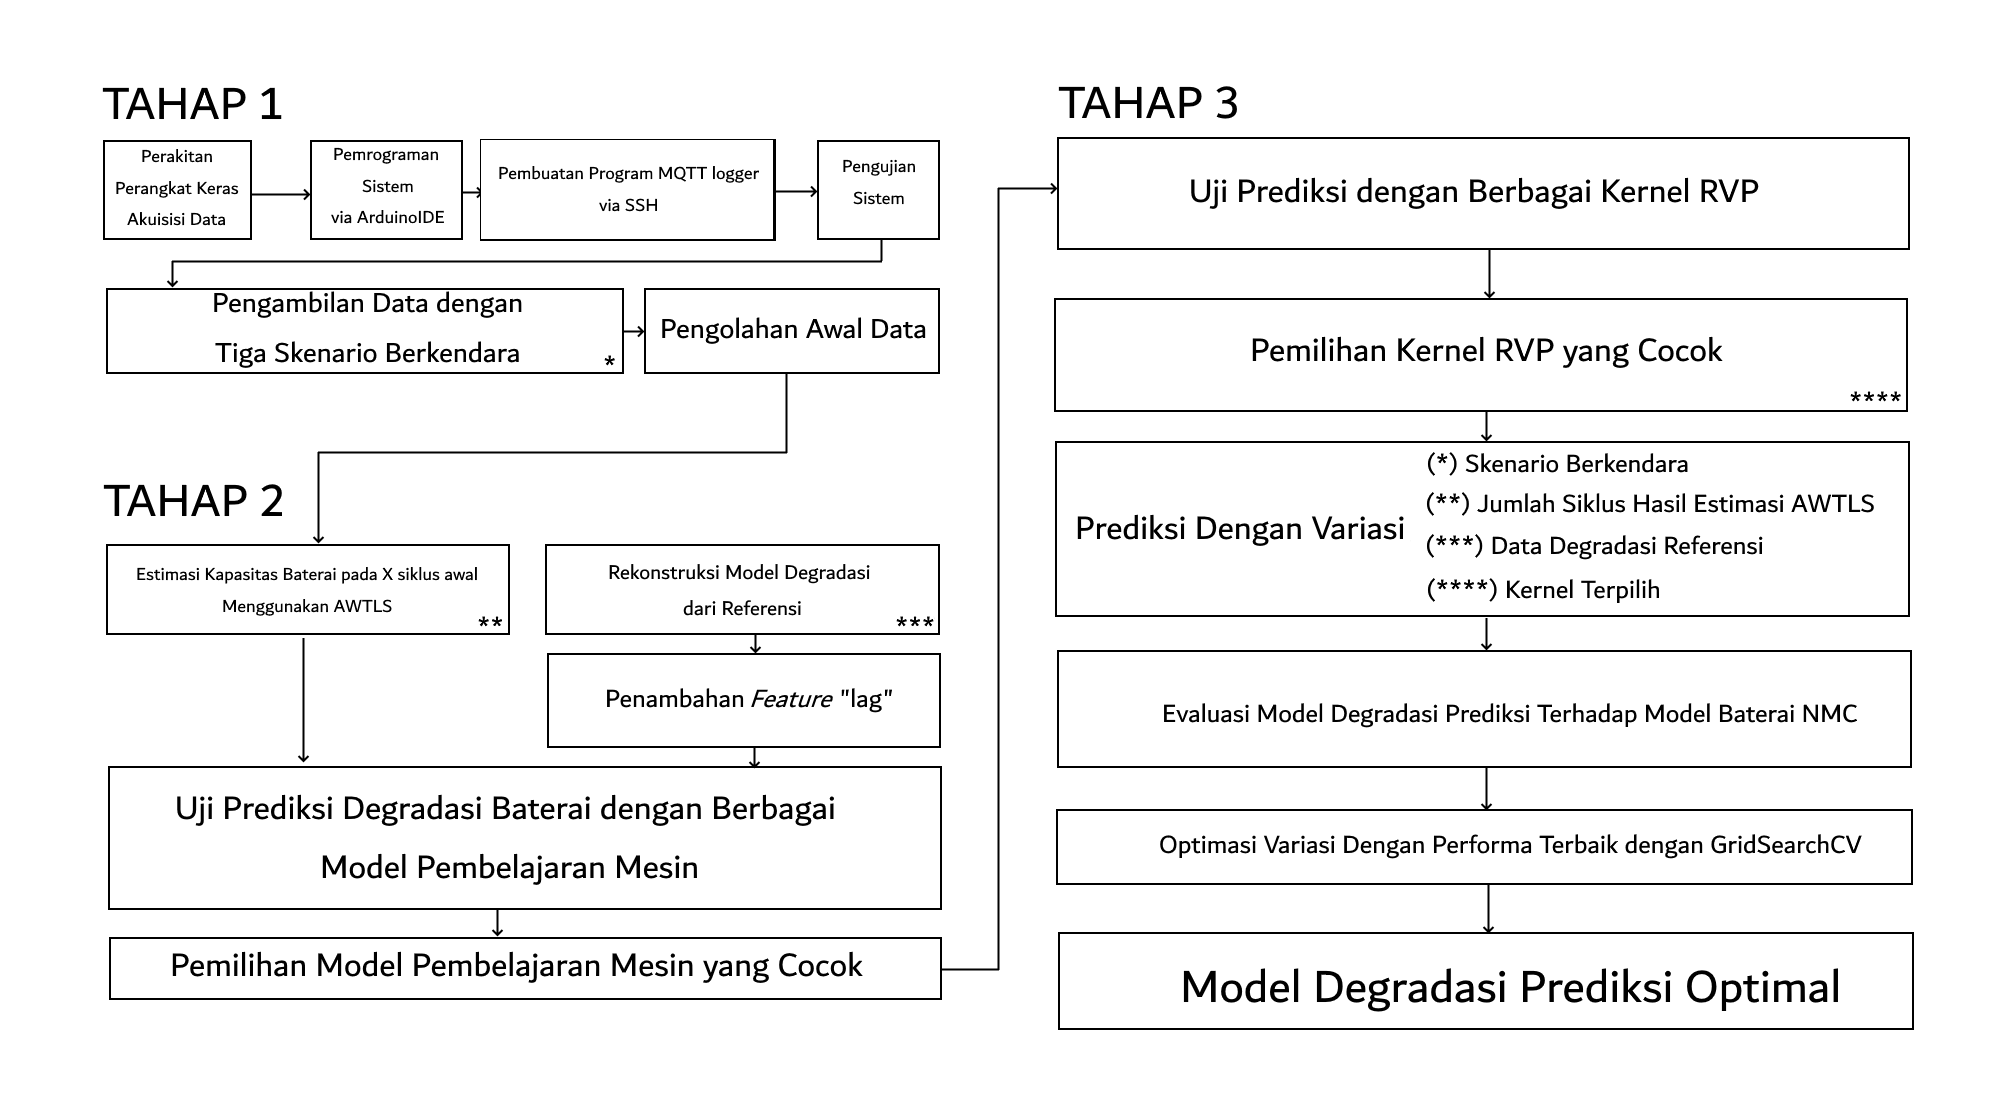 TAHAP 1
Perakitan
Perangkat Keras
Akuisisi Data
Pemrograman
Sistem
via ArduinoIDE
Pembuatan Program MQTT logger
via SSH
Pengujian
Sistem
Pengambilan Data dengan
Tiga Skenario Berkendara
*
Pengolahan Awal Data
TAHAP 2
Estimasi Kapasitas Baterai pada X siklus awal
Menggunakan AWTLS
**
Rekonstruksi Model Degradasi
dari Referensi
***
Penambahan Feature "lag"
Uji Prediksi Degradasi Baterai dengan Berbagai
Model Pembelajaran Mesin
Pemilihan Model Pembelajaran Mesin yang Cocok
TAHAP 3
Uji Prediksi dengan Berbagai Kernel RVP
Pemilihan Kernel RVP yang Cocok
****
Prediksi Dengan Variasi
(*) Skenario Berkendara
(**) Jumlah Siklus Hasil Estimasi AWTLS
(***) Data Degradasi Referensi
(****) Kernel Terpilih
Evaluasi Model Degradasi Prediksi Terhadap Model Baterai NMC
Optimasi Variasi Dengan Performa Terbaik dengan GridSearchCV
Model Degradasi Prediksi Optimal